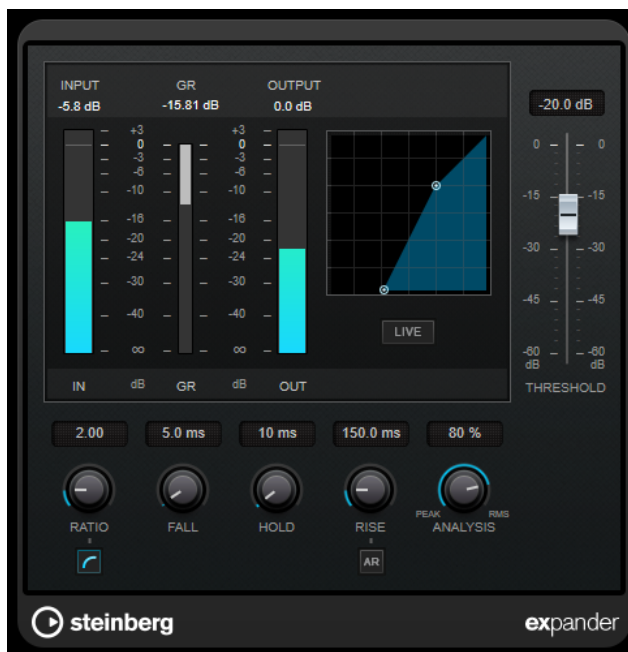 INPUT GR OUTPUT
-5.8 dB -15.81 dB 0.0 dB
-20.0 dB
+3 +3
0 0
-3 -3
-6 -6
-10 -10
-16 -16
-20 -20
-24 -24
-30 -30
-40 -40
∞ ∞
IN dB GR dB OUT
LIVE
0 0
-15 -15
-30 -30
-45 -45
-60 -60
dB dB
THRESHOLD
2.00 5.0 ms 10 ms 150.0 ms 80 %
PEAK RMS
RATIO FALL HOLD RISE ANALYSIS
AR
steinberg expander